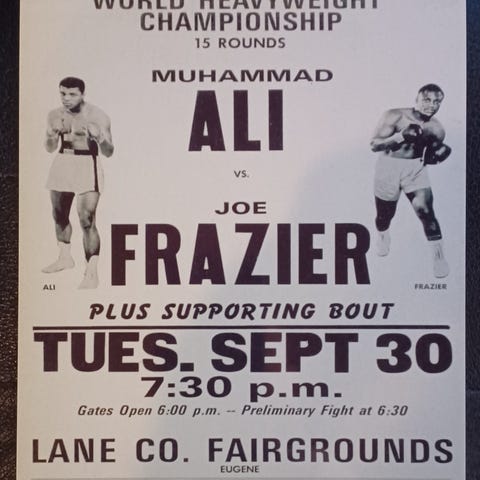 WORLD HEAVYWEIGHT
CHAMPIONSHIP
15 ROUNDS
MUHAMMAD
ALI
VS.
JOE
FRAZIER
ALI
FRAZIER
PLUS SUPPORTING BOUT
TUES. SEPT 30
7:30 p.m.
Gates Open 6:00 p.m. -- Preliminary Fight at 6:30
LANE CO. FAIRGROUNDS
EUGENE